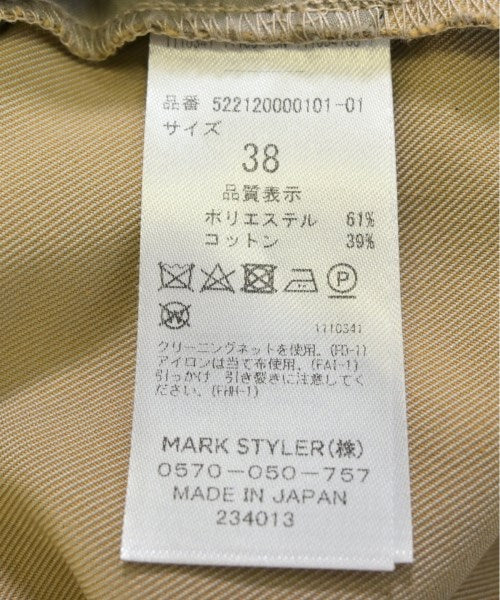 品番 522120000101-01
サイズ
38
品質表示
ポリエステル 61%
コットン 39%
P
W
1110341
クリーニングネットを使用。(FD-1)
アイロンは当て布使用。(FAI-1)
引っかけ 引き裂きに注意してく
ださい。(FHH-1)
MARK STYLER(株)
0570-050-757
MADE IN JAPAN
234013